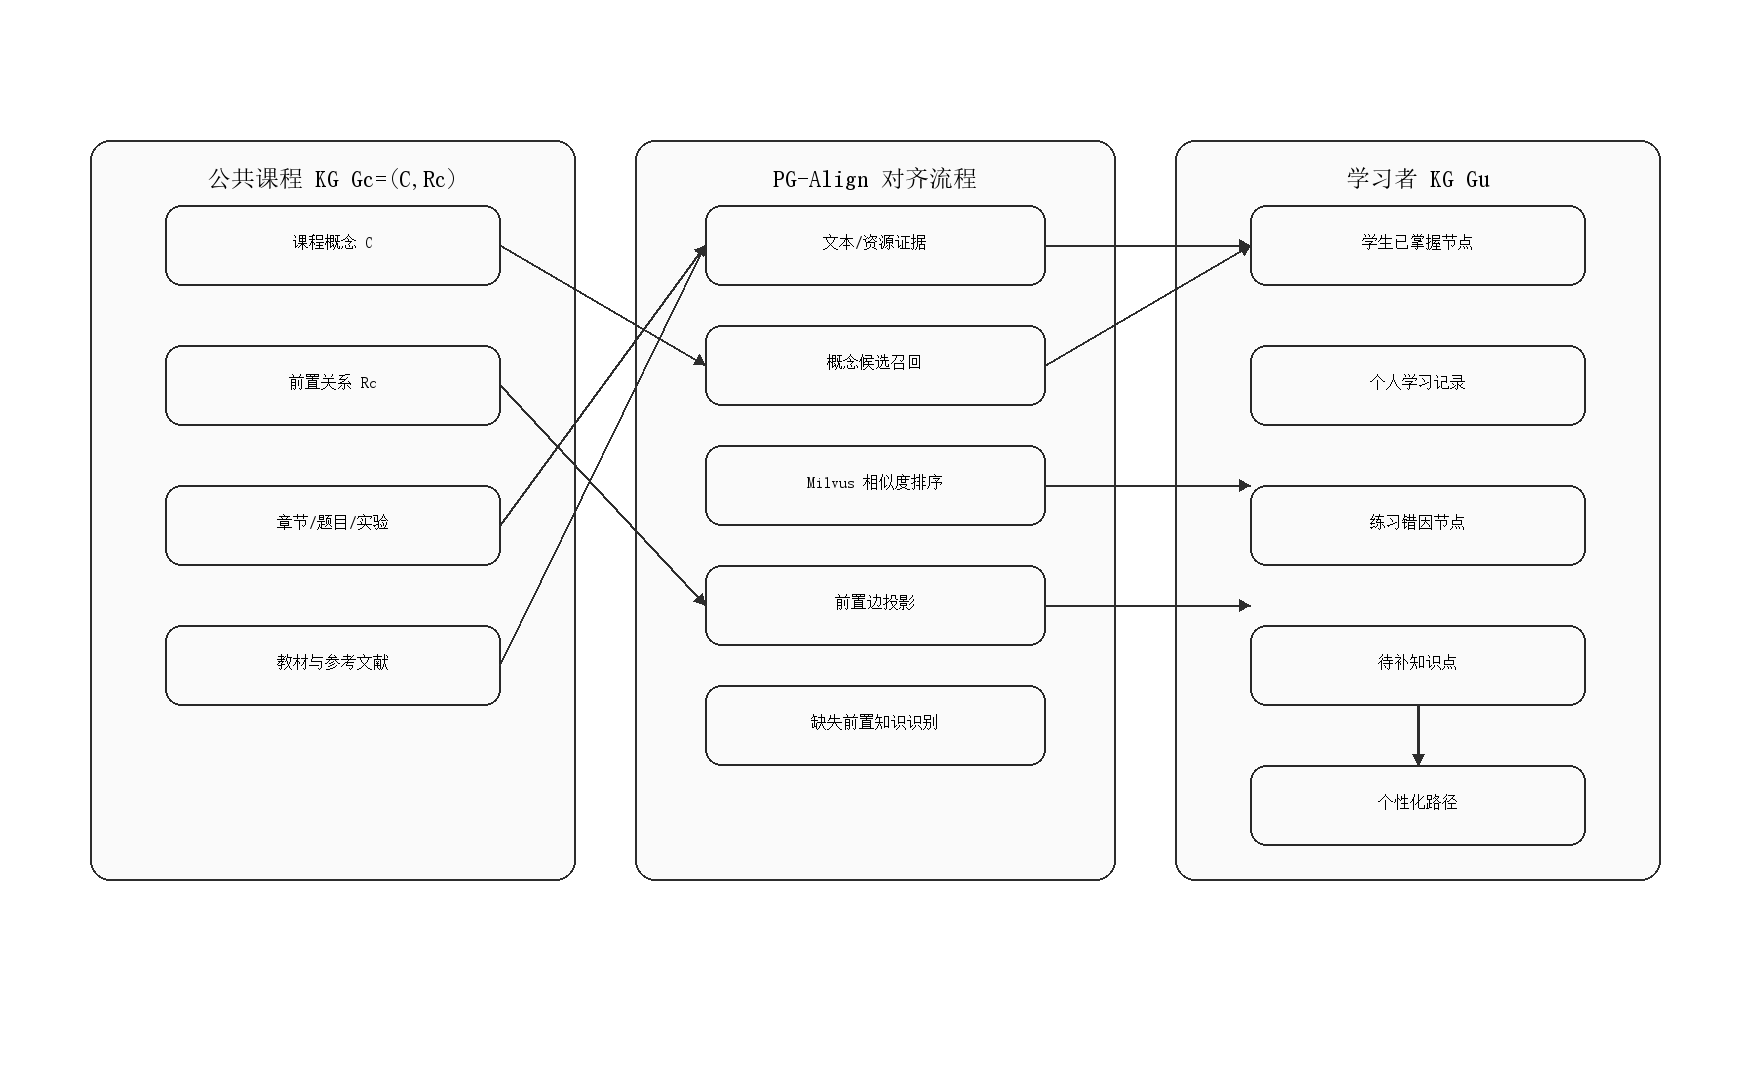 公共课程 KG Gc=(C,Rc)
课程概念 C
前置关系 Rc
章节/题目/实验
教材与参考文献
PG-Align 对齐流程
文本/资源证据
概念候选召回
Milvus 相似度排序
前置边投影
缺失前置知识识别
学习者 KG Gu
学生已掌握节点
个人学习记录
练习错因节点
待补知识点
个性化路径